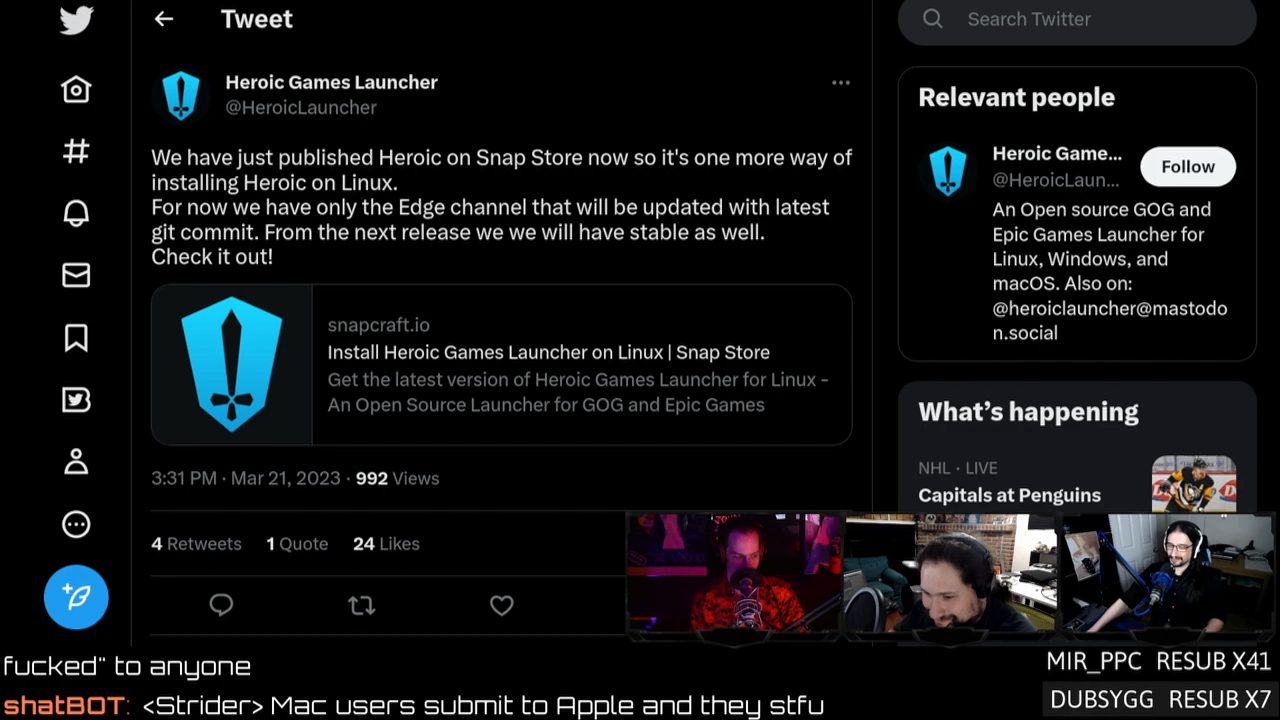 Tweet
Heroic Games Launcher
@HeroicLauncher
We have just published Heroic on Snap Store now so it's one more way of
installing Heroic on Linux.
For now we have only the Edge channel that will be updated with latest
git commit. From the next release we we will have stable as well.
Check it out!
snapcraft.io
Install Heroic Games Launcher on Linux | Snap Store
Get the latest version of Heroic Games Launcher for Linux -
An Open Source Launcher for GOG and Epic Games
3:31 PM · Mar 21, 2023 · 992 Views
4 Retweets 1 Quote 24 Likes
Search Twitter
Relevant people
Heroic Game...
@HeroicLaun...
Follow
An Open source GOG and
Epic Games Launcher for
Linux, Windows, and
macOS. Also on:
@heroiclauncher@mastodo
n.social
What's happening
NHL · LIVE
Capitals at Penguins
fucked" to anyone
shatBOT: <Strider> Mac users submit to Apple and they stfu
MIR_PPC RESUB X41
DUBSYGG RESUB X7